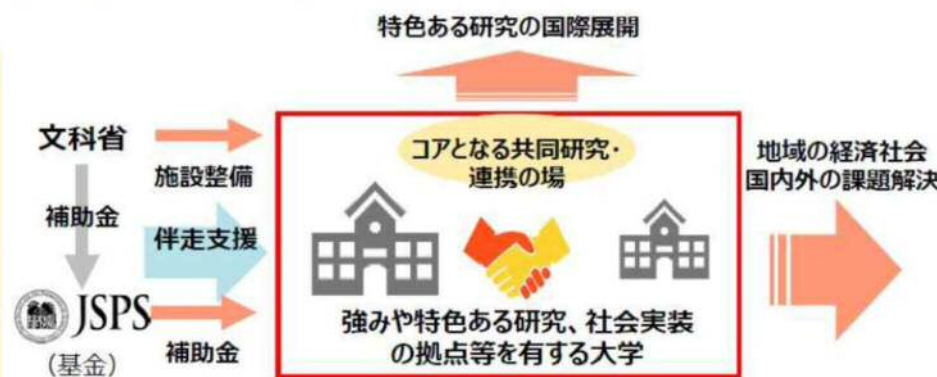 特色ある研究の国際展開
文科省
施設整備
補助金
伴走支援
JSPS
(基金)
補助金
コアとなる共同研究・
連携の場
強みや特色ある研究、社会実装
の拠点等を有する大学
地域の経済社会
国内外の課題解決